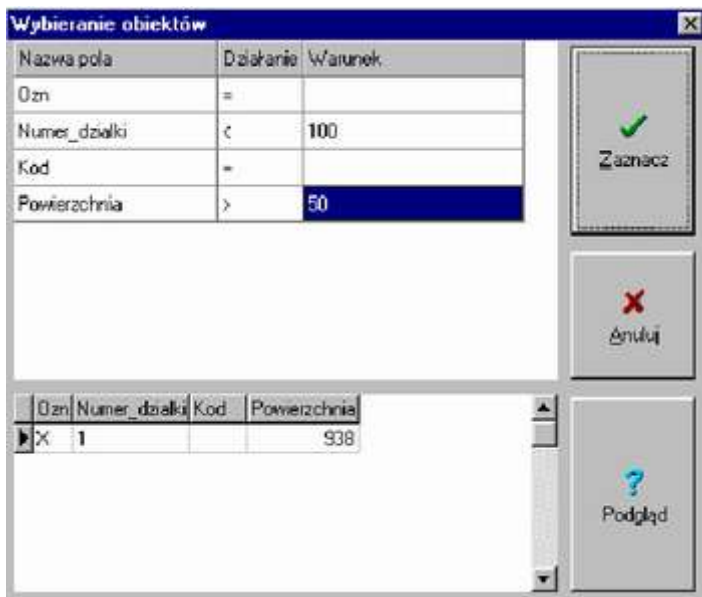 Wybieranie obiektów
Nazwa pola Działanie Warunek
Ozn =
Numer_dzialki < 100
Kod =
Powierzchnia > 50
Zaznacz
Anuluj
Ozn Numer_dzialki Kod Powierzchnia
X 1 938
Podgląd